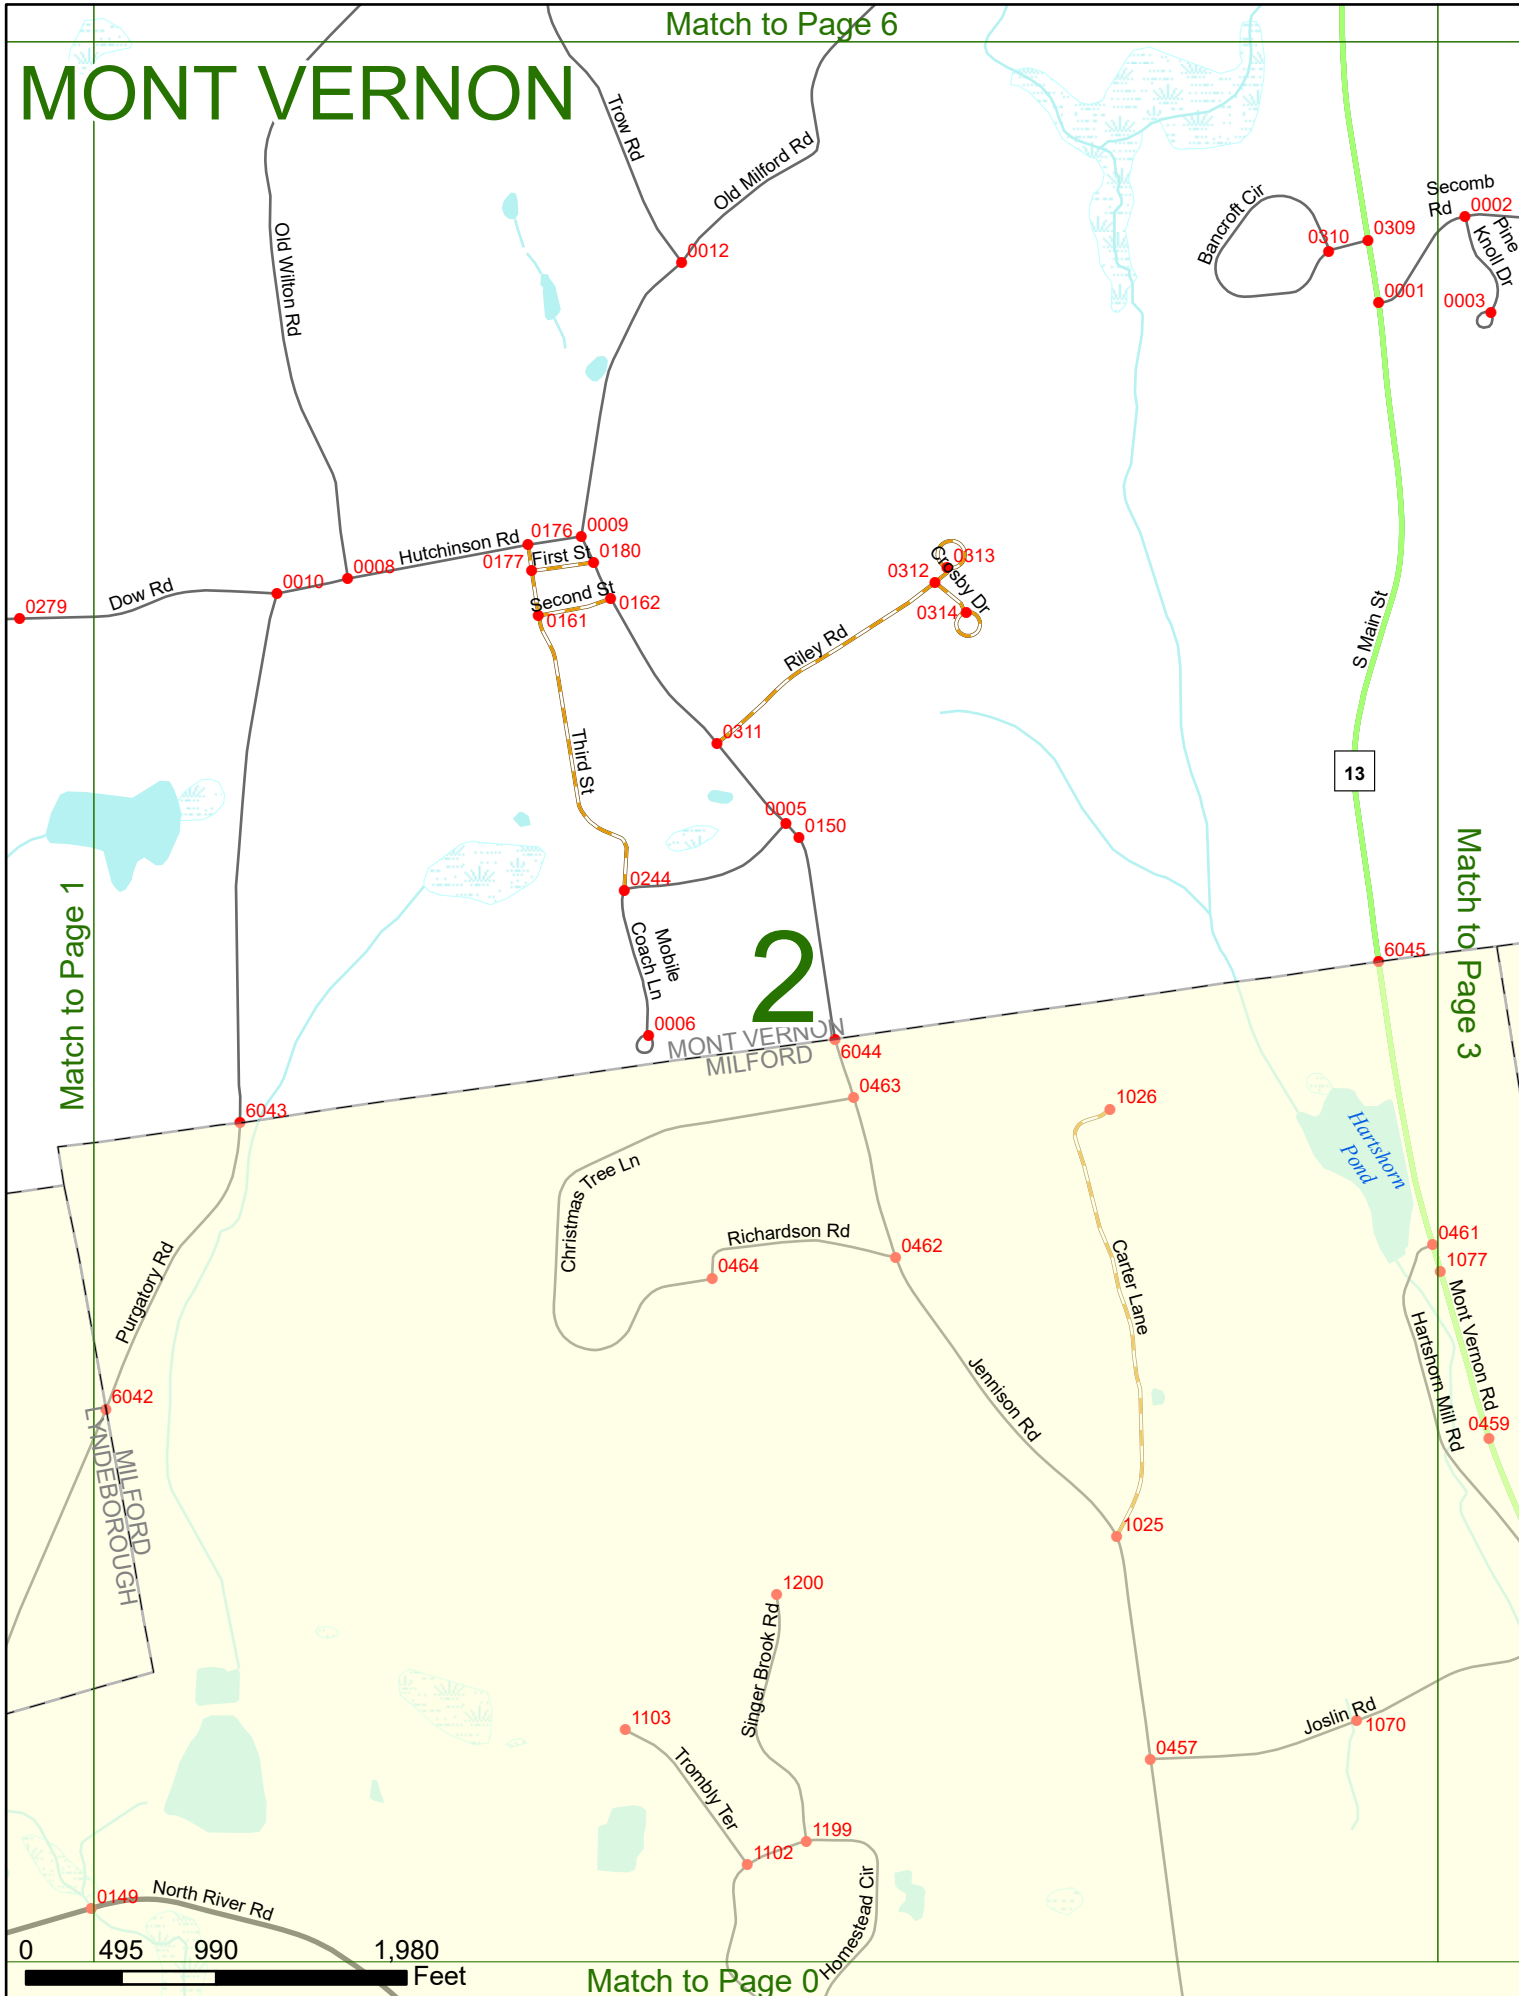 Match to Page 6
MONT VERNON
Trow Rd
Old Milford Rd
Old Wilton Rd
0012
Bancroft Cir
0310
0309
Secomb
Rd
0002
Pine
Knoll Dr
0001
0003
0176
0009
Hutchinson Rd
0177
First St
0180
0008
0010
Dow Rd
0279
Second St
0162
0161
0312
0313
Crosby Dr
0314
Riley Rd
S Main St
0311
Third St
13
0005
0150
0244
Mobile
Coach Ln
2
Match to Page 1
Match to Page 3
6045
0006
MONT VERNON
MILFORD
6044
6043
0463
1026
Hartshorn
Pond
Christmas Tree Ln
Richardson Rd
0462
0464
0461
1077
Purgatory Rd
Carter Lane
Mont Vernon Rd
Hartshorn Mill Rd
Jennison Rd
6042
0459
MILFORD
LYNDEBOROUGH
1025
1200
Singer Brook Rd
1103
Trombly Ter
Joslin Rd
1070
0457
1199
1102
Homestead Cir
0149
North River Rd
0 495 990 1,980
Feet
Match to Page 0